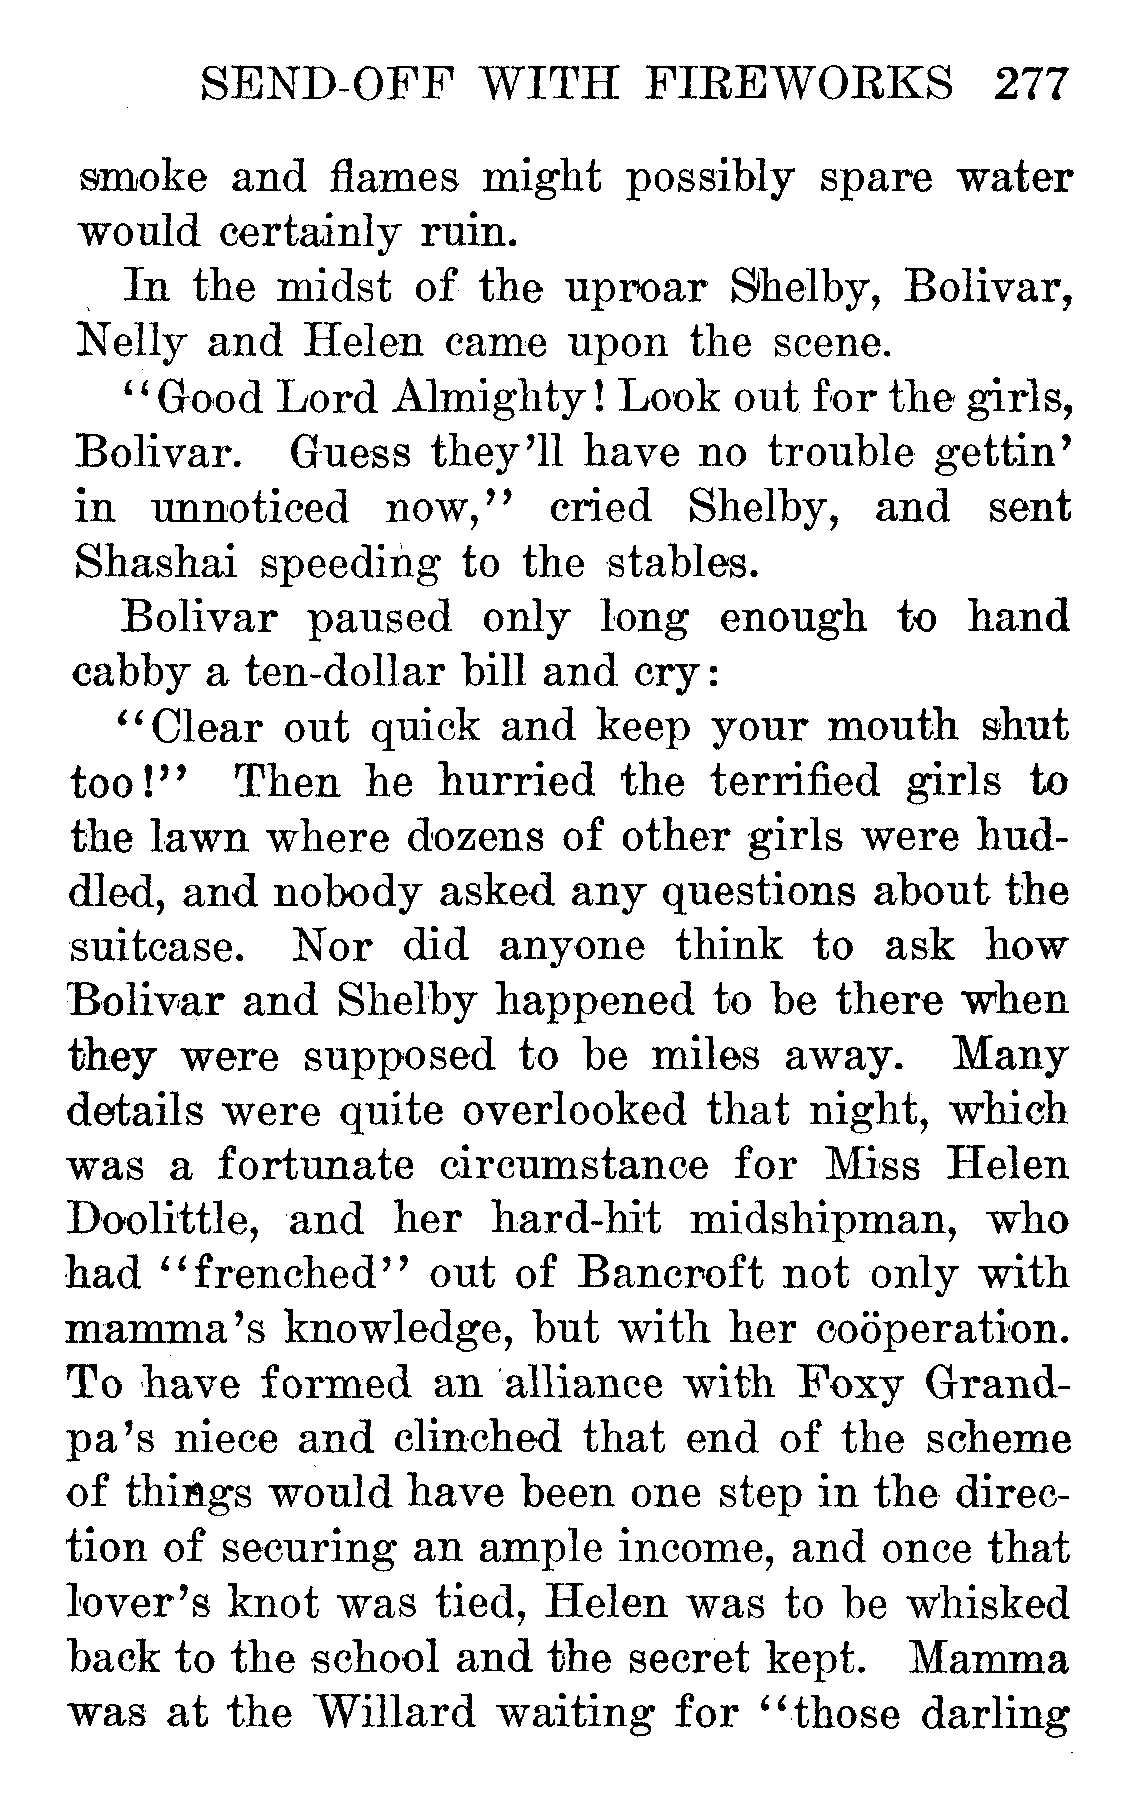 SEND-OFF WITH FIREWORKS 277
smoke and flames might possibly spare water
would certainly ruin.
In the midst of the uproar Shelby, Bolivar,
Nelly and Helen came upon the scene.
"Good Lord Almighty! Look out for the girls,
Bolivar. Guess they'll have no trouble gettin'
in unnoticed now," cried Shelby, and sent
Shashai speeding to the stables.
Bolivar paused only long enough to hand
cabby a ten-dollar bill and cry:
"Clear out quick and keep your mouth shut
too!" Then he hurried the terrified girls to
the lawn where dozens of other girls were hud-
dled, and nobody asked any questions about the
suitcase. Nor did anyone think to ask how
Bolivar and Shelby happened to be there when
they were supposed to be miles away. Many
details were quite overlooked that night, which
was a fortunate circumstance for Miss Helen
Doolittle, and her hard-hit midshipman, who
had "frenched" out of Bancroft not only with
mamma's knowledge, but with her coöperation.
To have formed an alliance with Foxy Grand-
pa's niece and clinched that end of the scheme
of things would have been one step in the direc-
tion of securing an ample income, and once that
lover's knot was tied, Helen was to be whisked
back to the school and the secret kept. Mamma
was at the Willard waiting for "those darling